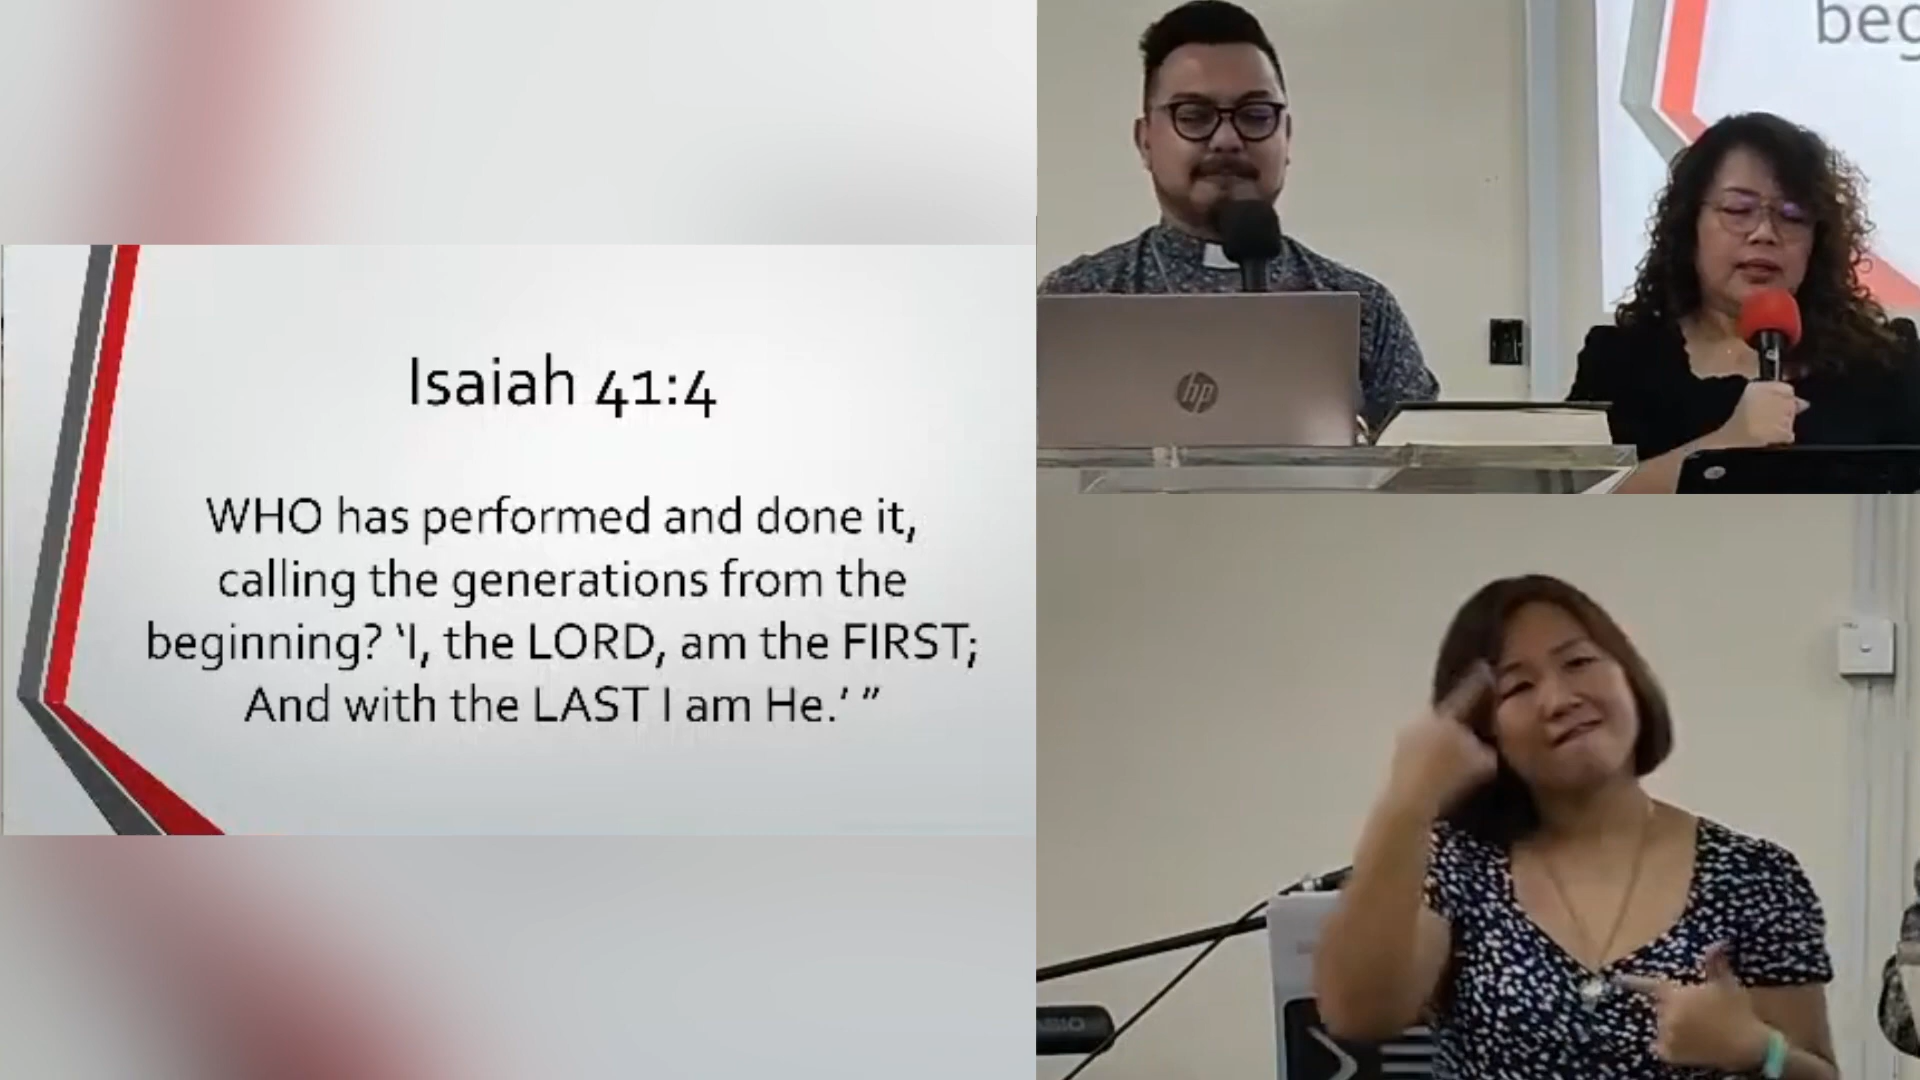 Isaiah 41:4
WHO has performed and done it,
calling the generations from the
beginning? ‘I, the LORD, am the FIRST;
And with the LAST I am He.’ ”
beg
hp
CASIO